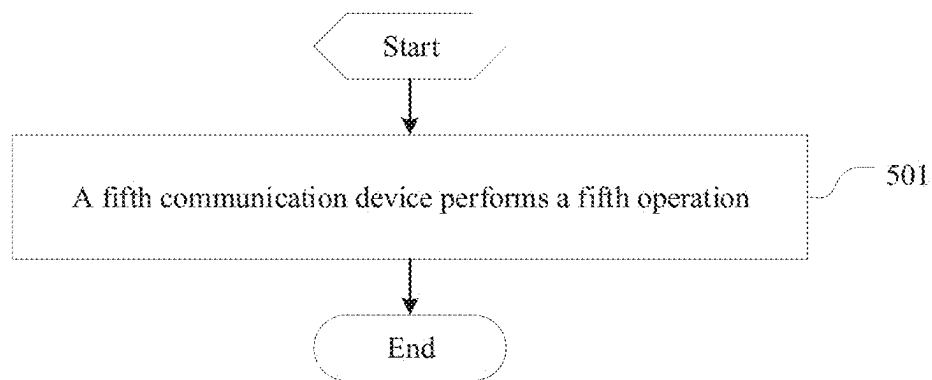 Start
A fifth communication device performs a fifth operation
501
End